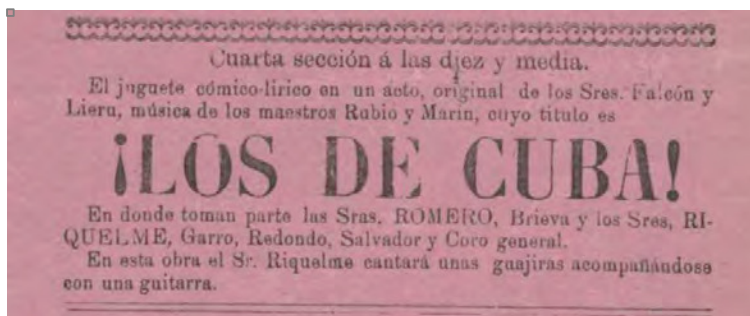 Cuarta sección á las diez y media.
El juguete cómico-lírico en un acto, original de los Sres. Falcón y
Lieru, música de los maestros Rubio y Marin, cuyo titulo es
¡LOS DE CUBA!
En donde toman parte las Sras. ROMERO, Brieva y los Sres, RI-
QUELME, Garro, Redondo, Salvador y Coro general.
En esta obra el Sr. Riquelme cantará unas guajiras acompañándose
con una guitarra.